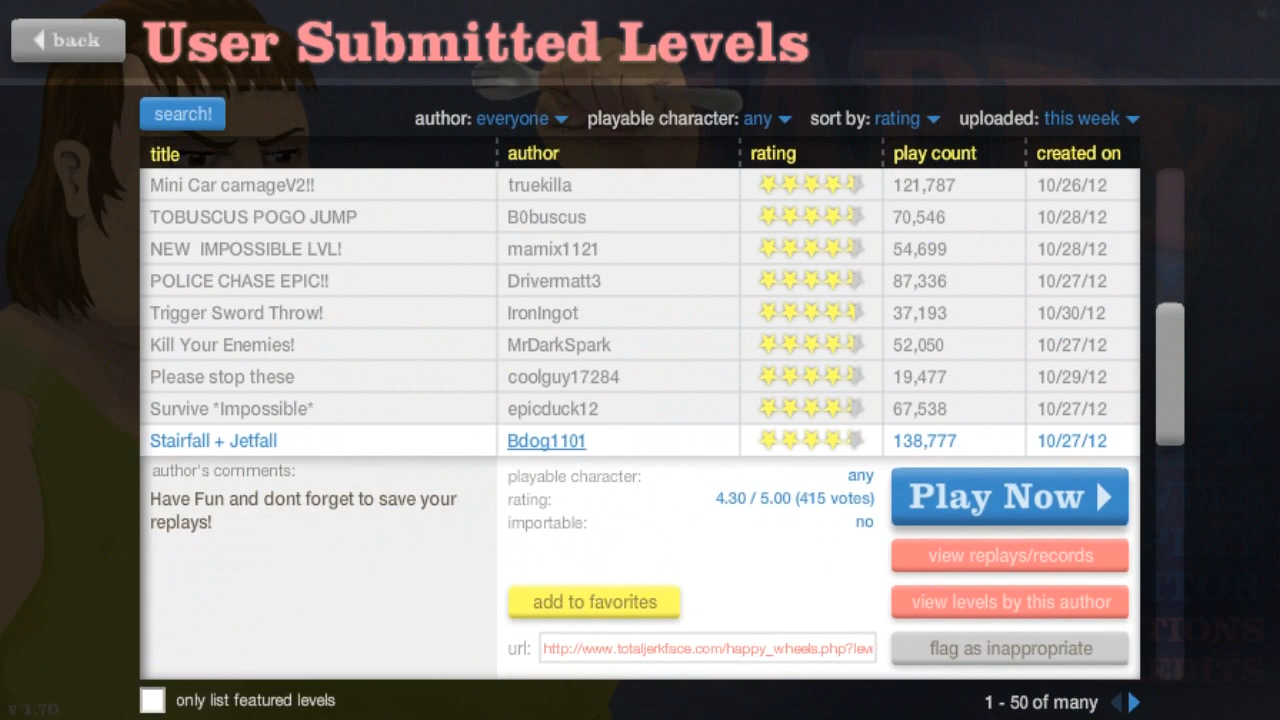 back
User Submitted Levels
search!
author: everyone playable character: any sort by: rating uploaded: this week
title author rating play count created on
Mini Car carnageV2!! truekilla 121,787 10/26/12
TOBUSCUS POGO JUMP B0buscus 70,546 10/28/12
NEW IMPOSSIBLE LVL! mamix1121 54,699 10/28/12
POLICE CHASE EPIC!! Drivermatt3 87,336 10/27/12
Trigger Sword Throw! IronIngot 37,193 10/30/12
Kill Your Enemies! MrDarkSpark 52,050 10/27/12
Please stop these coolguy17284 19,477 10/29/12
Survive *Impossible* epicduck12 67,538 10/27/12
Stairfall + Jetfall Bdog1101 138,777 10/27/12
author's comments:
Have Fun and dont forget to save your
replays!
playable character: any
rating: 4.30 / 5.00 (415 votes)
importable: no
add to favorites
url: http://www.totaljerkface.com/happy_wheels.php?leve
Play Now
view replays/records
view levels by this author
flag as inappropriate
only list featured levels
1 - 50 of many
v 1.70